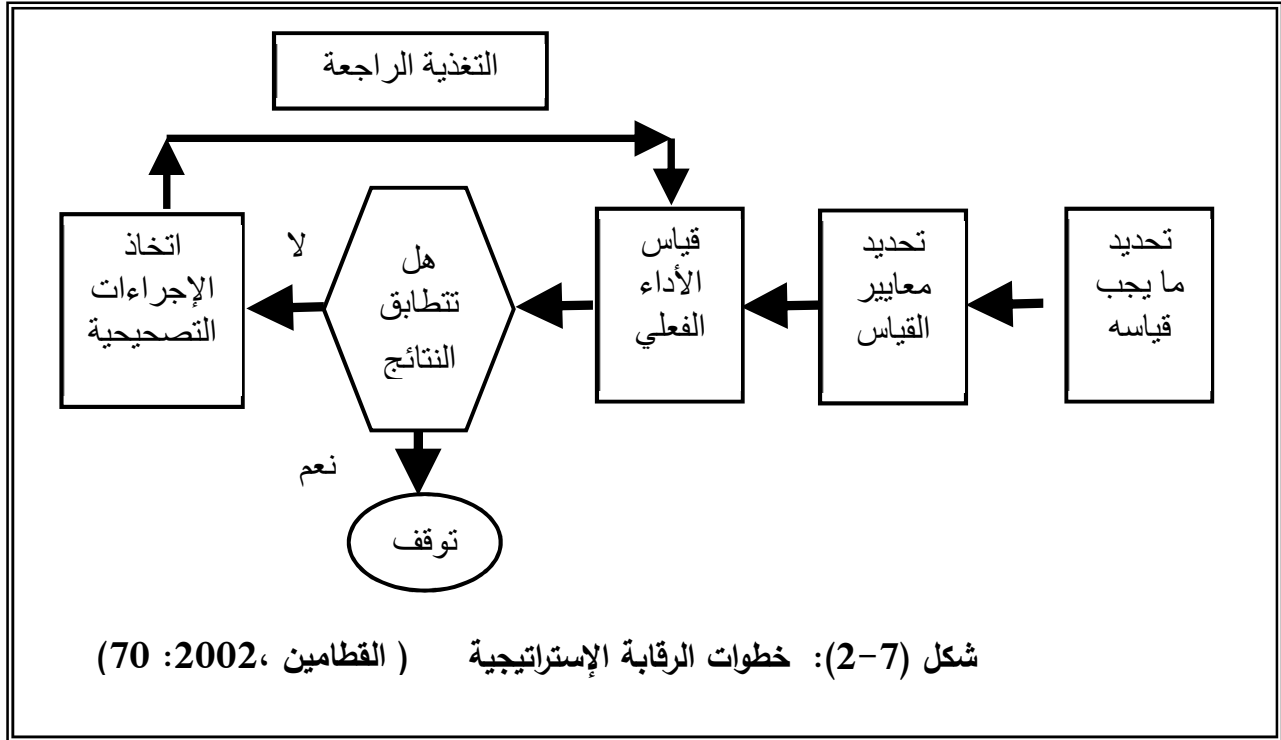 التغذية الراجعة
تحديد
ما يجب
قياسه
تحديد
معايير
القياس
قياس
الأداء
الفعلي
هل
تتطابق
النتائج
لا
اتخاذ
الإجراءات
التصحيحية
نعم
توقف
شكل (7-2): خطوات الرقابة الإستراتيجية ( القطامين ،2002: 70)